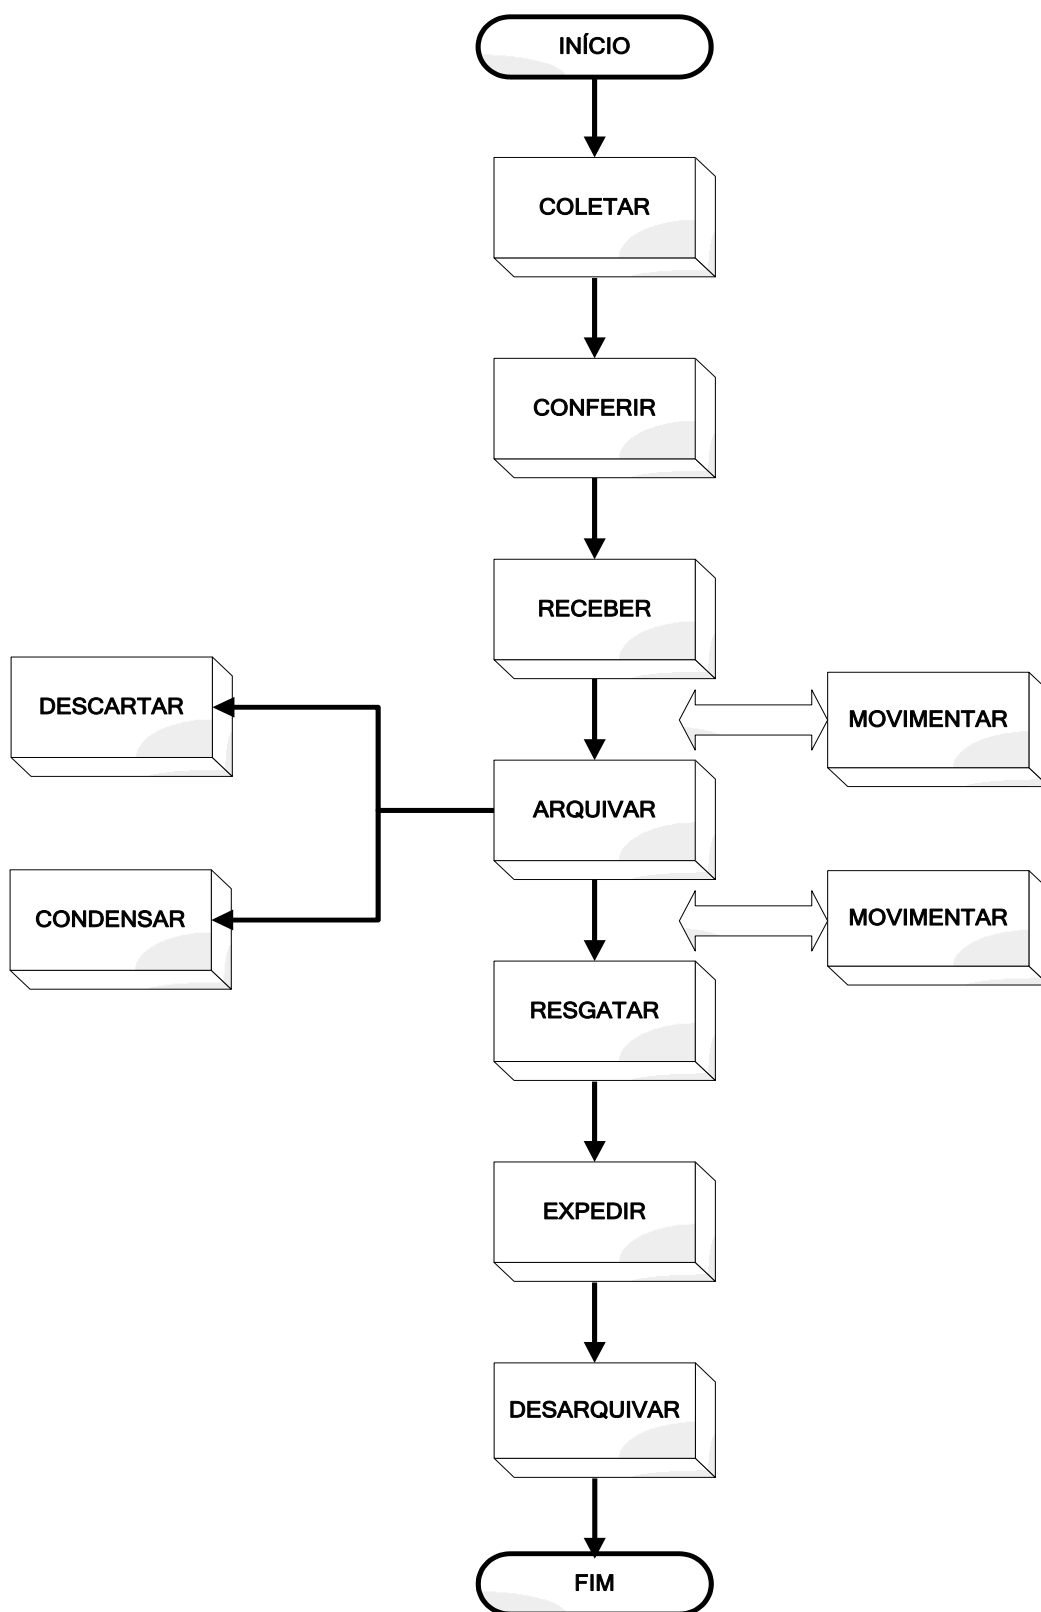 INÍCIO
COLETAR
CONFERIR
RECEBER
DESCARTAR
MOVIMENTAR
ARQUIVAR
CONDENSAR
MOVIMENTAR
RESGATAR
EXPEDIR
DESARQUIVAR
FIM